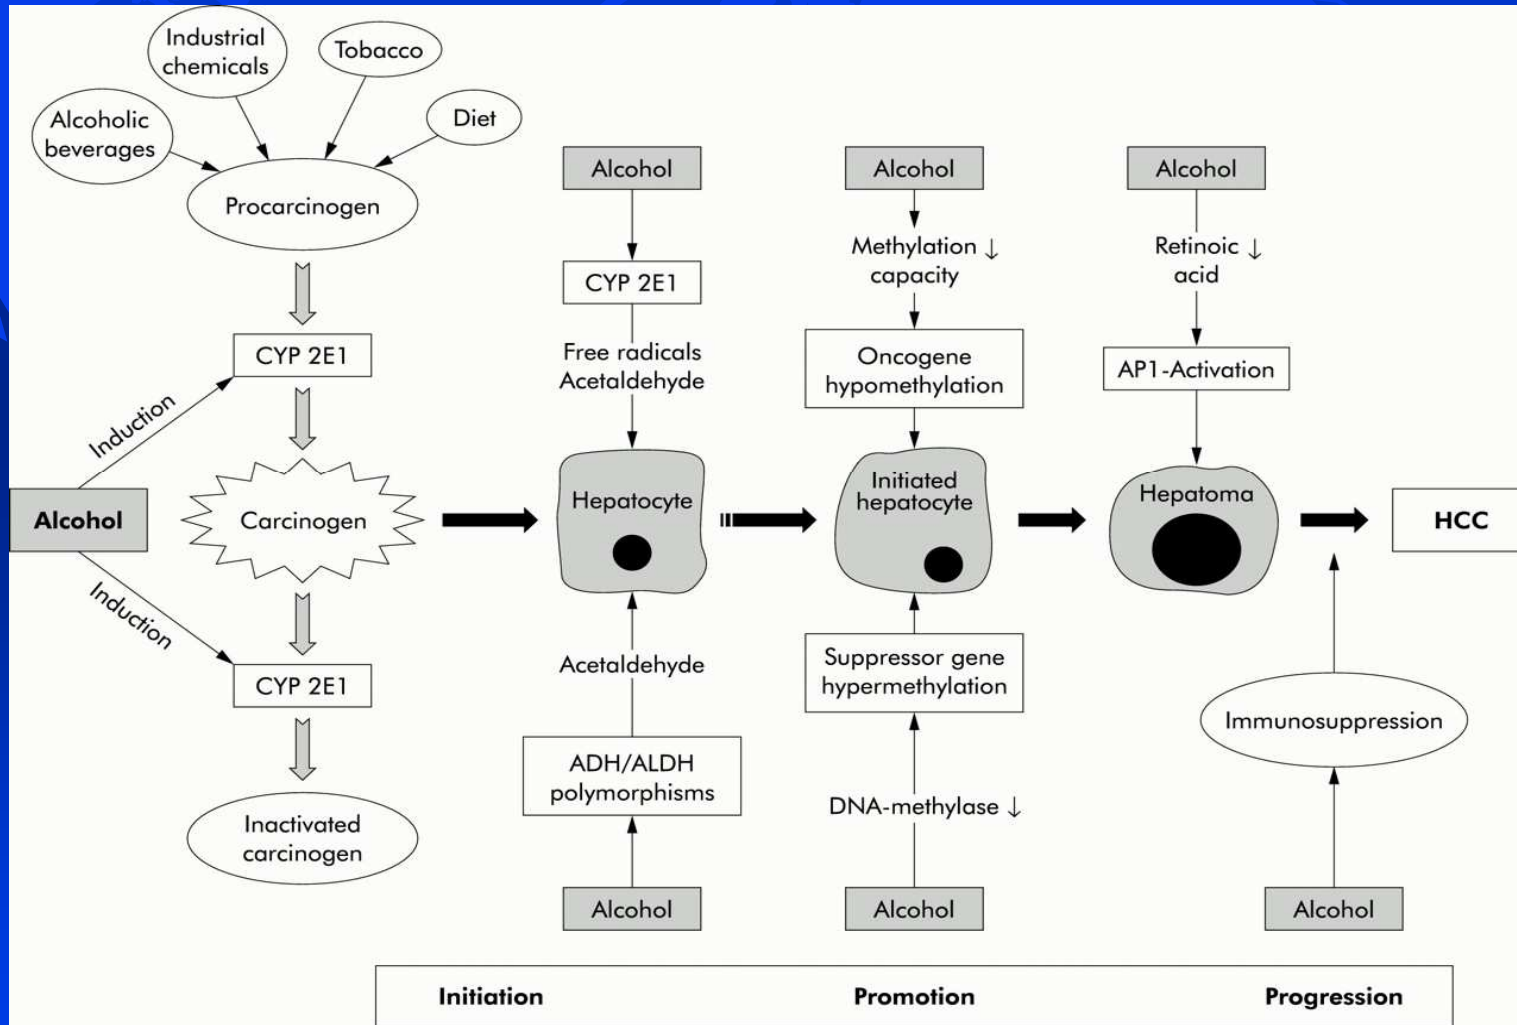 Industrial
chemicals
Tobacco
Alcoholic
beverages
Diet
Procarcinogen
CYP 2E1
Induction
Alcohol
Carcinogen
Induction
CYP 2E1
Inactivated
carcinogen
Alcohol
CYP 2E1
Free radicals
Acetaldehyde
Hepatocyte
Acetaldehyde
ADH/ALDH
polymorphisms
Alcohol
Alcohol
Methylation ↓
capacity
Oncogene
hypomethylation
Initiated
hepatocyte
Suppressor gene
hypermethylation
DNA-methylase ↓
Alcohol
Alcohol
Retinoic ↓
acid
AP1-Activation
Hepatoma
HCC
Immunosuppression
Alcohol
Initiation
Promotion
Progression